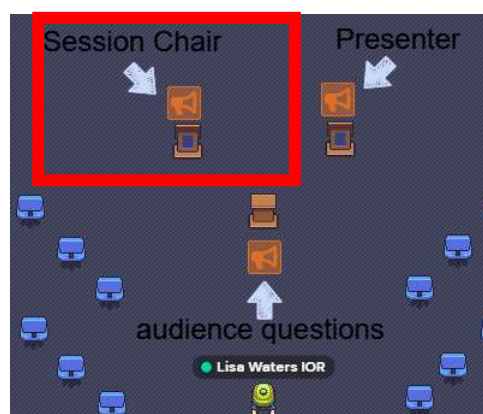 Session Chair
Presenter
audience questions
Lisa Waters IOR